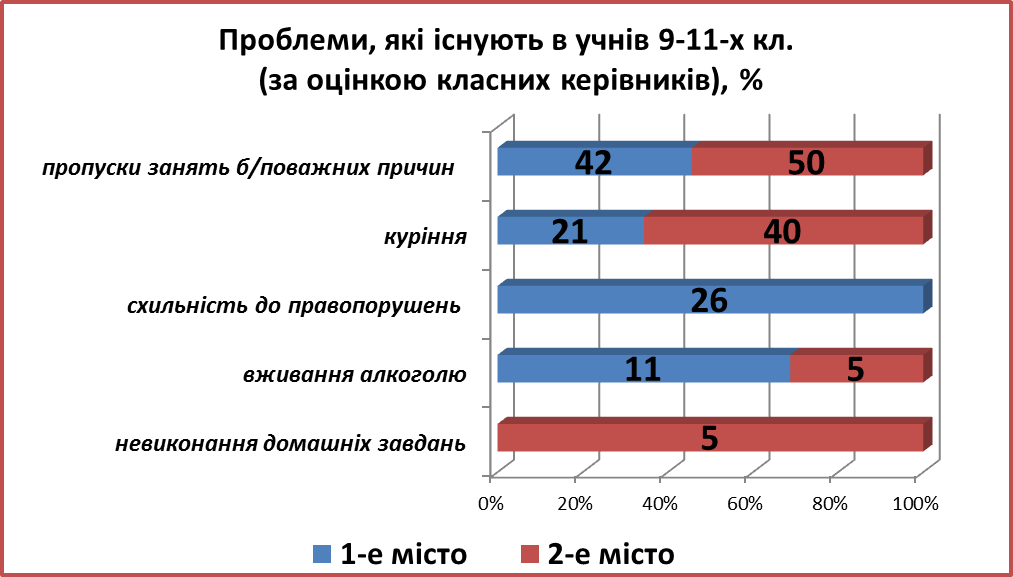 Проблеми, які існують в учнів 9-11-х кл.
(за оцінкою класних керівників), %
пропуски занять б/поважних причин 42 50
куріння 21 40
схильність до правопорушень 26
вживання алкоголю 11 5
невиконання домашніх завдань 5
0% 20% 40% 60% 80% 100%
1-е місто 2-е місто